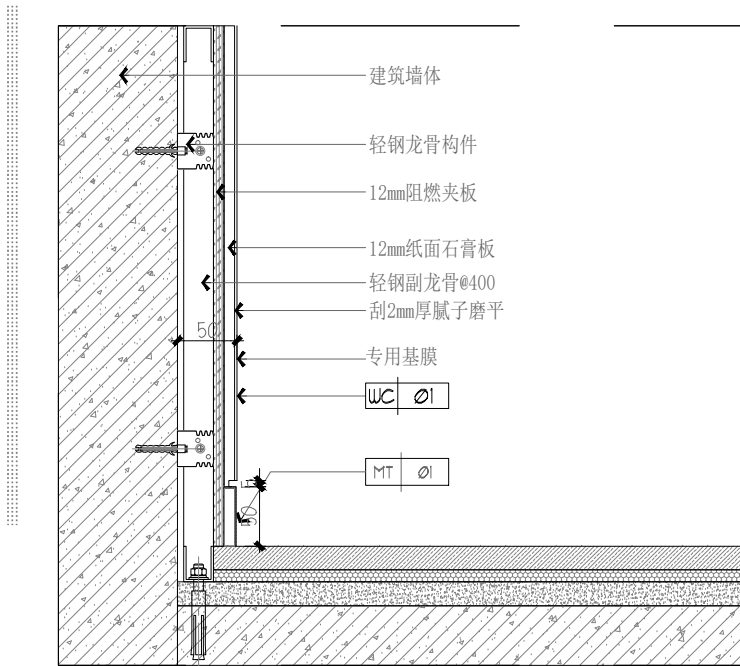 建筑墙体
轻钢龙骨构件
12mm阻燃夹板
12mm纸面石膏板
轻钢副龙骨@400
刮2mm厚腻子磨平
50
专用基膜
WC Ø1
MT Ø1